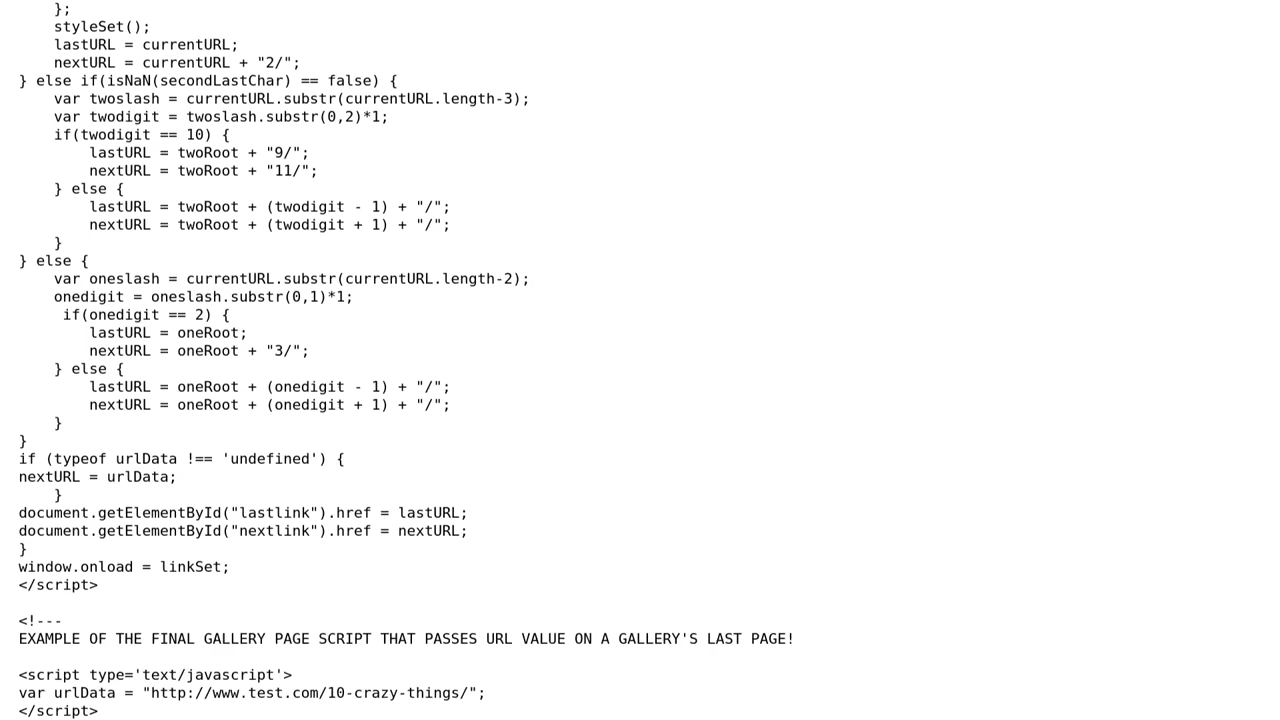 };
    styleSet();
    lastURL = currentURL;
    nextURL = currentURL + "2/";
} else if(isNaN(secondLastChar) == false) {
    var twoslash = currentURL.substr(currentURL.length-3);
    var twodigit = twoslash.substr(0,2)*1;
    if(twodigit == 10) {
        lastURL = twoRoot + "9/";
        nextURL = twoRoot + "11/";
    } else {
        lastURL = twoRoot + (twodigit - 1) + "/";
        nextURL = twoRoot + (twodigit + 1) + "/";
    }
} else {
    var oneslash = currentURL.substr(currentURL.length-2);
    onedigit = oneslash.substr(0,1)*1;
     if(onedigit == 2) {
        lastURL = oneRoot;
        nextURL = oneRoot + "3/";
    } else {
        lastURL = oneRoot + (onedigit - 1) + "/";
        nextURL = oneRoot + (onedigit + 1) + "/";
    }
}
if (typeof urlData !== 'undefined') {
nextURL = urlData;
    }
document.getElementById("lastlink").href = lastURL;
document.getElementById("nextlink").href = nextURL;
}
window.onload = linkSet;
</script>

<!---
EXAMPLE OF THE FINAL GALLERY PAGE SCRIPT THAT PASSES URL VALUE ON A GALLERY'S LAST PAGE!

<script type='text/javascript'>
var urlData = "http://www.test.com/10-crazy-things/";
</script>